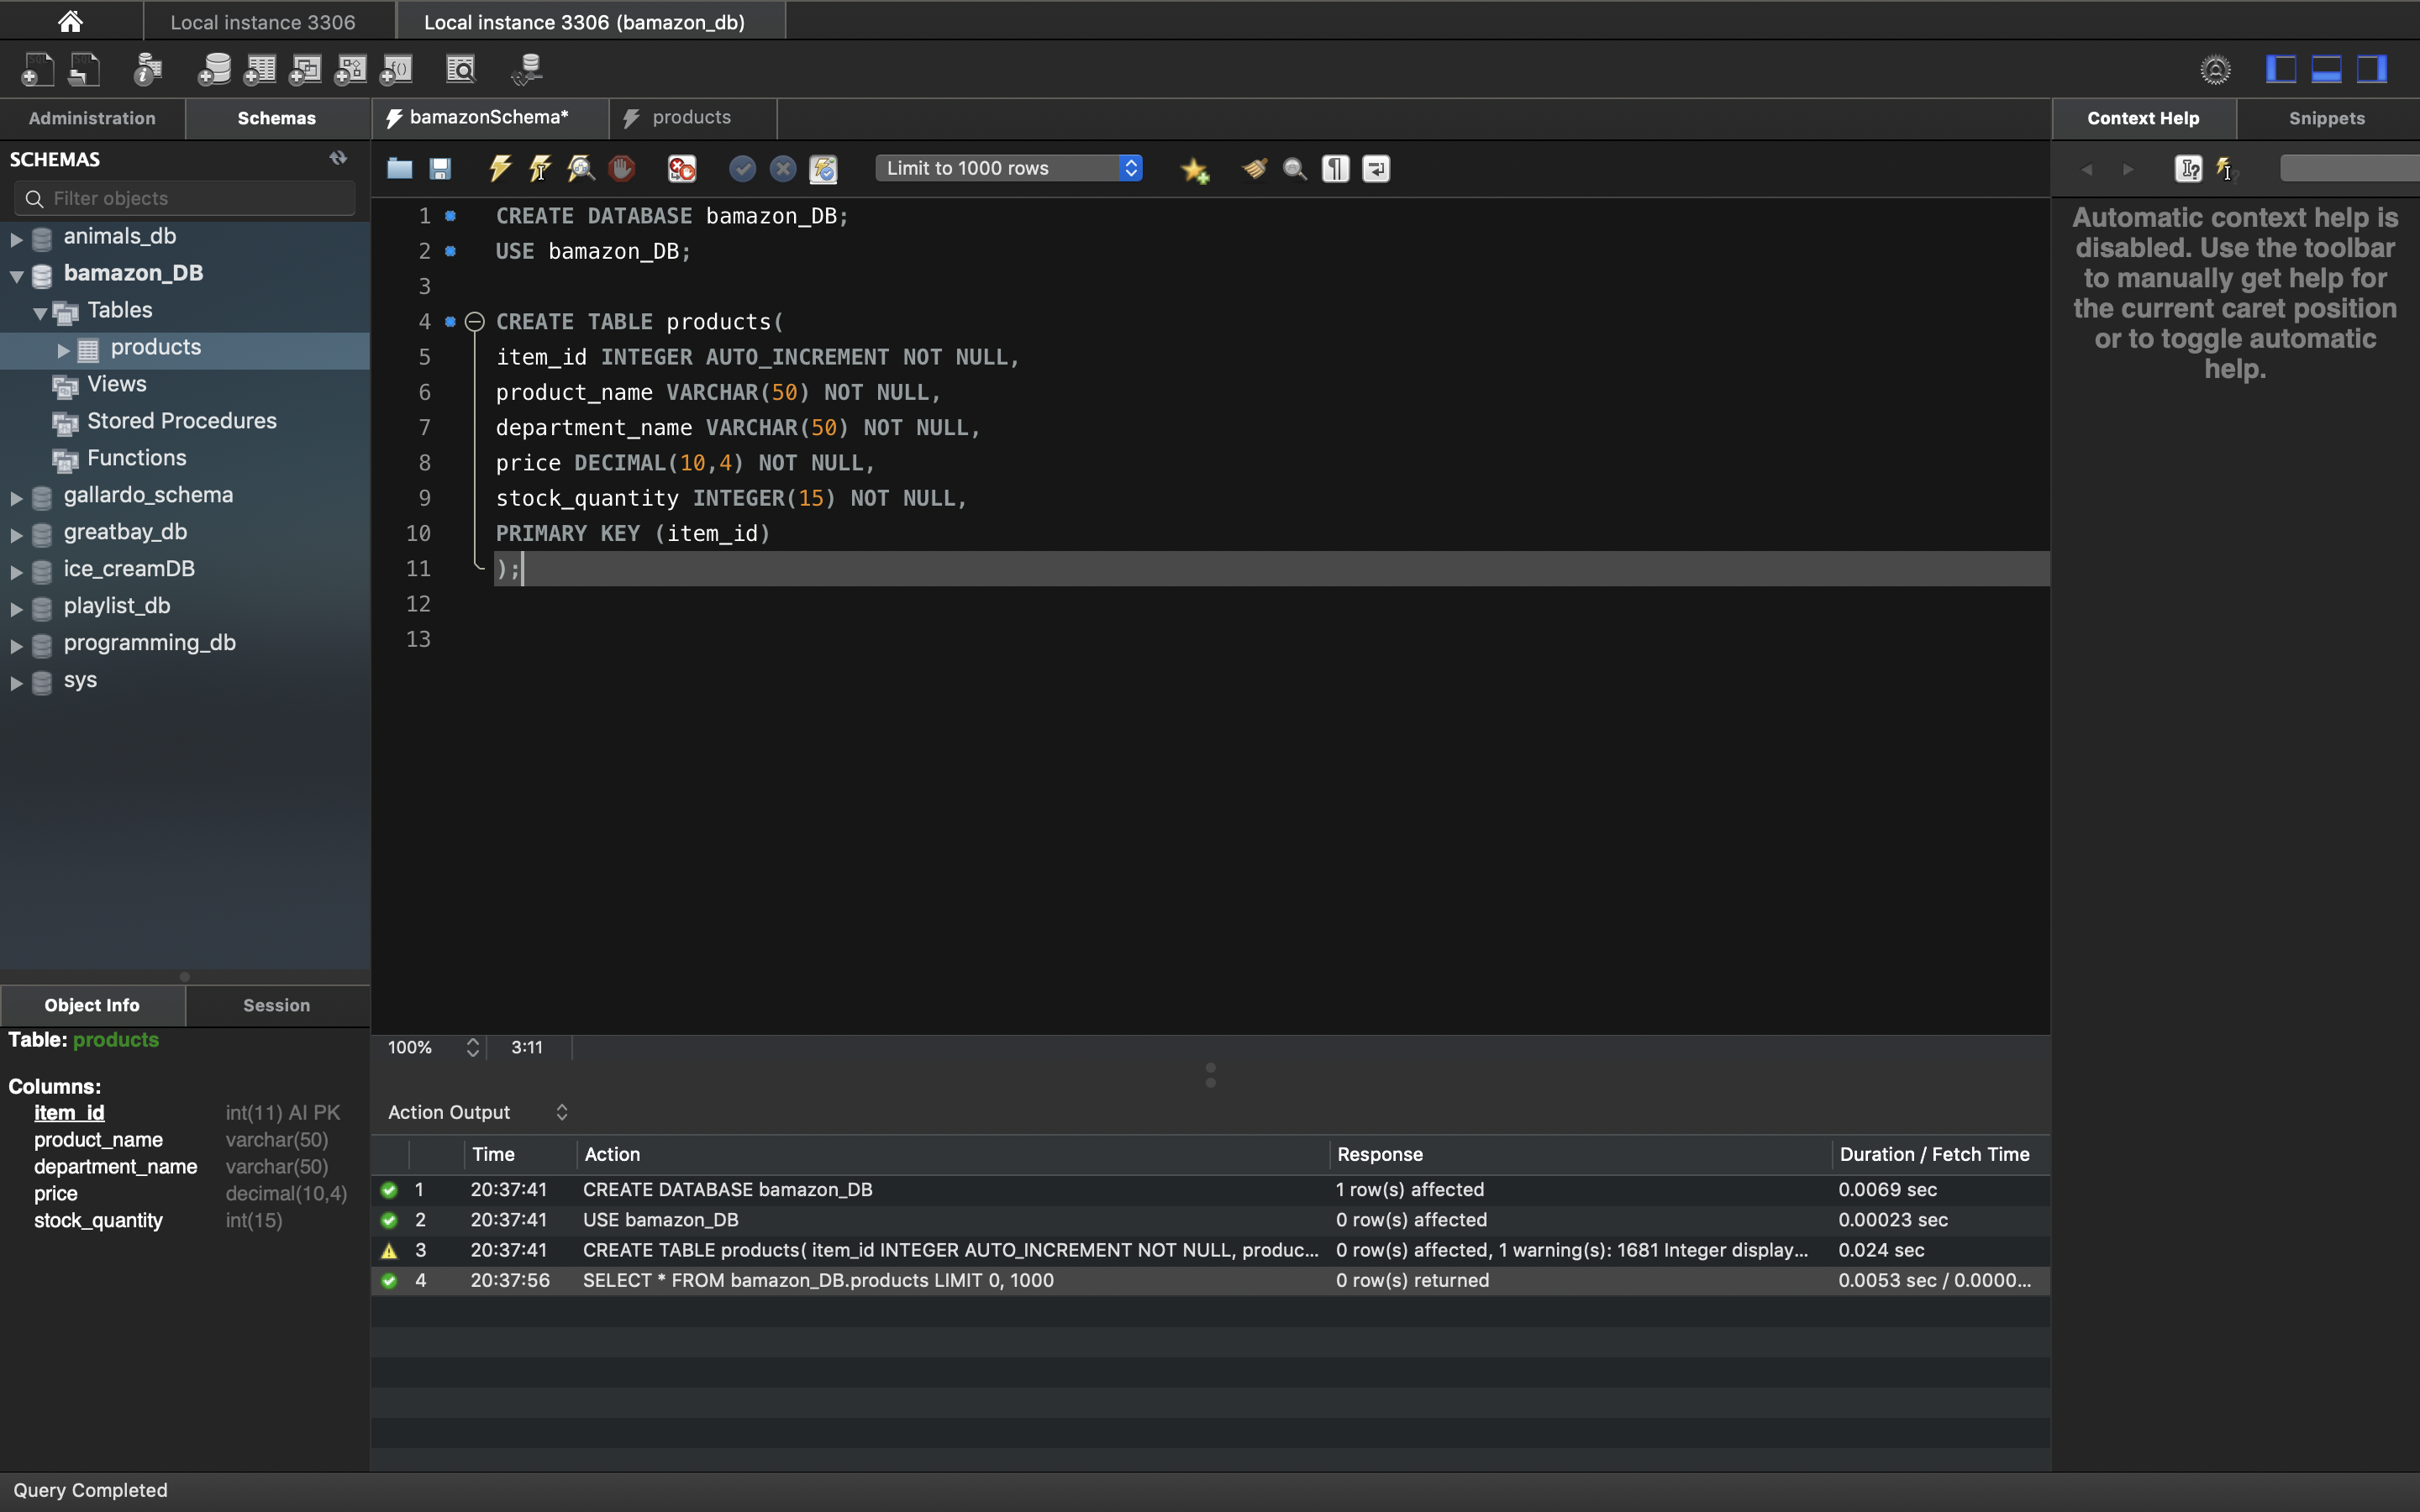 Local instance 3306
Local instance 3306 (bamazon_db)
Administration
Schemas
bamazonSchema*
products
Context Help
Snippets
SCHEMAS
Limit to 1000 rows
Filter objects
animals_db
bamazon_DB
Tables
products
Views
Stored Procedures
Functions
gallardo_schema
greatbay_db
ice_creamDB
playlist_db
programming_db
sys
1 CREATE DATABASE bamazon_DB;
2 USE bamazon_DB;
3
4 CREATE TABLE products(
5 item_id INTEGER AUTO_INCREMENT NOT NULL,
6 product_name VARCHAR(50) NOT NULL,
7 department_name VARCHAR(50) NOT NULL,
8 price DECIMAL(10,4) NOT NULL,
9 stock_quantity INTEGER(15) NOT NULL,
10 PRIMARY KEY (item_id)
11 );
12
13
Automatic context help is
disabled. Use the toolbar
to manually get help for
the current caret position
or to toggle automatic
help.
Object Info
Session
Table: products
Columns:
item_id int(11) AI PK
product_name varchar(50)
department_name varchar(50)
price decimal(10,4)
stock_quantity int(15)
100% 3:11
Action Output
Time Action Response Duration / Fetch Time
1 20:37:41 CREATE DATABASE bamazon_DB 1 row(s) affected 0.0069 sec
2 20:37:41 USE bamazon_DB 0 row(s) affected 0.00023 sec
3 20:37:41 CREATE TABLE products( item_id INTEGER AUTO_INCREMENT NOT NULL, produc... 0 row(s) affected, 1 warning(s): 1681 Integer display... 0.024 sec
4 20:37:56 SELECT * FROM bamazon_DB.products LIMIT 0, 1000 0 row(s) returned 0.0053 sec / 0.0000...
Query Completed